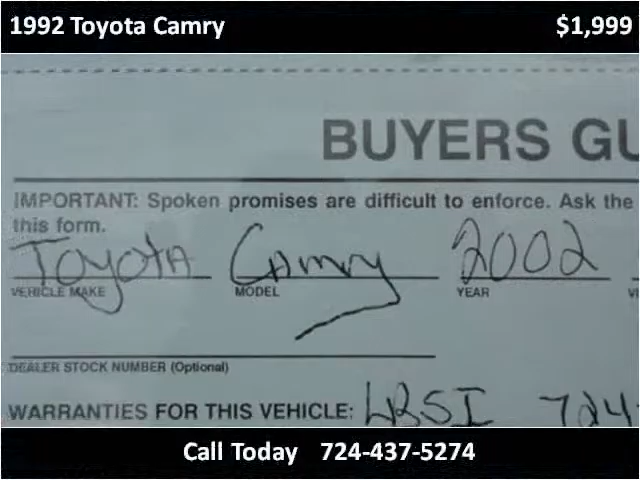 1992 Toyota Camry $1,999
BUYERS GU
IMPORTANT: Spoken promises are difficult to enforce. Ask the
this form.
Toyota Camry 2002
VEHICLE MAKE MODEL YEAR VI
DEALER STOCK NUMBER (Optional)
WARRANTIES FOR THIS VEHICLE: 724
Call Today 724-437-5274